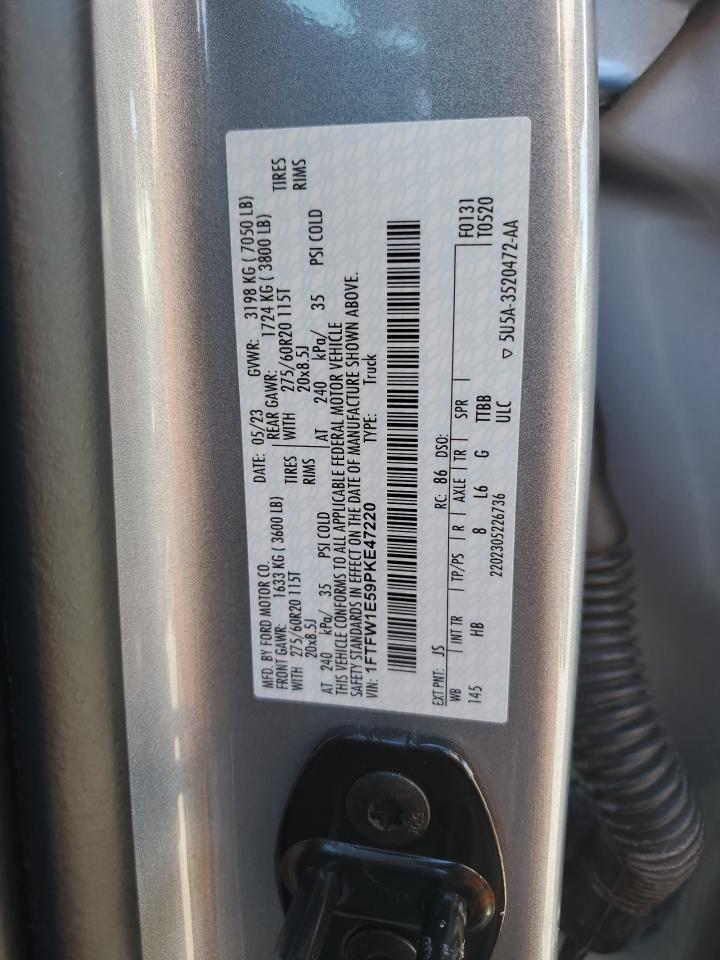 MFD. BY FORD MOTOR CO.
DATE: 05/23 GVWR: 3198 KG ( 7050 LB)
FRONT GAWR: 1633 KG (3600 LB) REAR GAWR: 1724 KG ( 3800 LB)
WITH 275/60R20 115T TIRES WITH 275/60R20 115T TIRES
20x8.5J RIMS 20x8.5J RIMS
AT 240 kPa/ 35 PSI COLD AT 240 kPa/ 35 PSI COLD
THIS VEHICLE CONFORMS TO ALL APPLICABLE FEDERAL MOTOR VEHICLE
SAFETY STANDARDS IN EFFECT ON THE DATE OF MANUFACTURE SHOWN ABOVE.
VIN: 1FTFW1E59PKE47220 TYPE: Truck
EXT PNT: JS RC: 86 DSO: F0131
WB INT TR TP/PS R AXLE TR SPR T0520
145 HB 8 L6 G TTBB
2202305226736 ULC
▽ 5U5A-3520472-AA